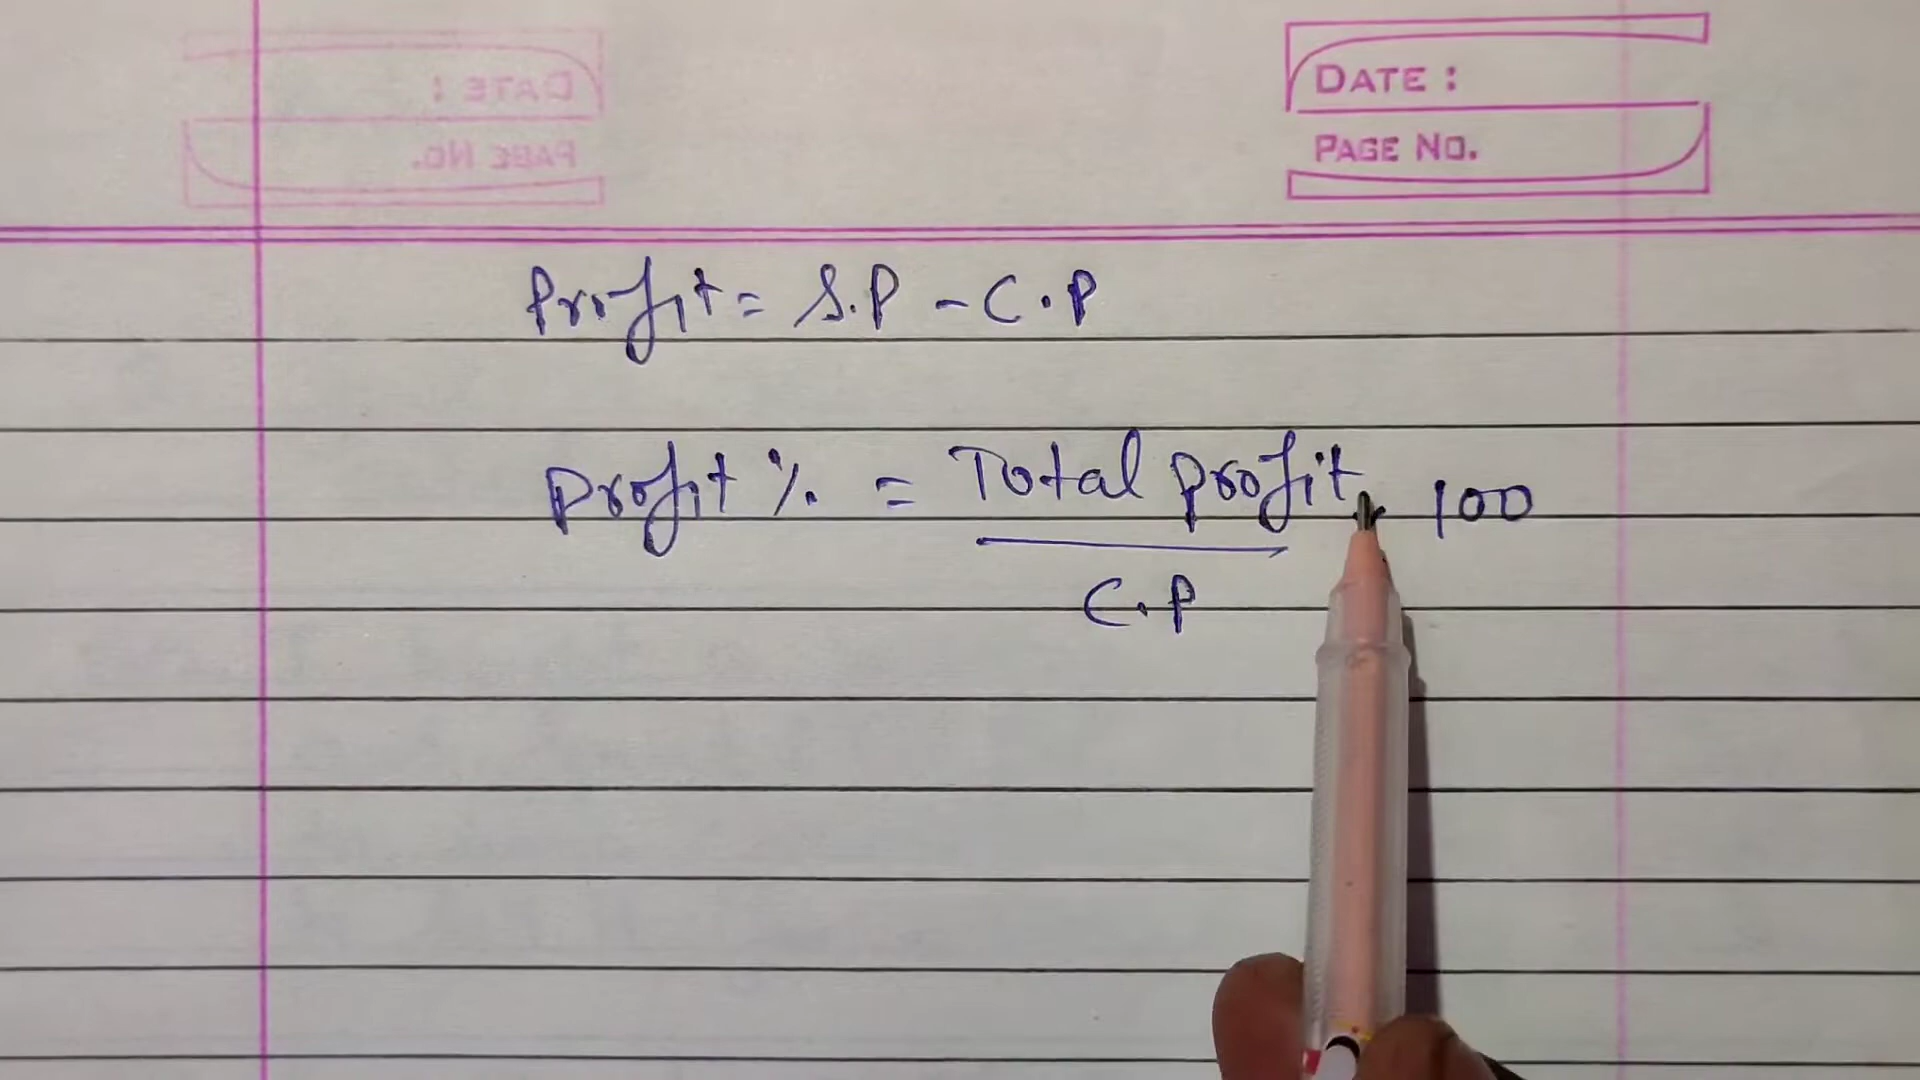 DATE :
PAGE NO.
Profit = S.P - C.P
Profit % = Total profit 100
C.P